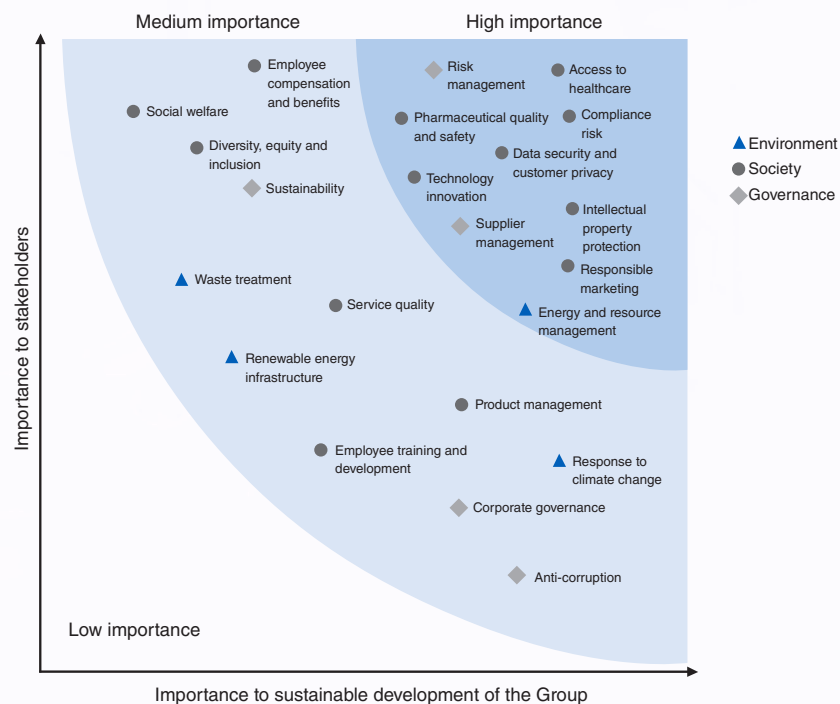 Medium importance
High importance
Employee
compensation
and benefits
Risk
management
Access to
healthcare
Social welfare
Pharmaceutical quality
and safety
Compliance
risk
Diversity, equity and
inclusion
Data security and
customer privacy
Sustainability
Technology
innovation
Supplier
management
Intellectual
property
protection
Responsible
marketing
Waste treatment
Service quality
Energy and resource
management
Renewable energy
infrastructure
Product management
Employee training and
development
Response to
climate change
Corporate governance
Anti-corruption
Low importance
Environment
Society
Governance
Importance to stakeholders
Importance to sustainable development of the Group